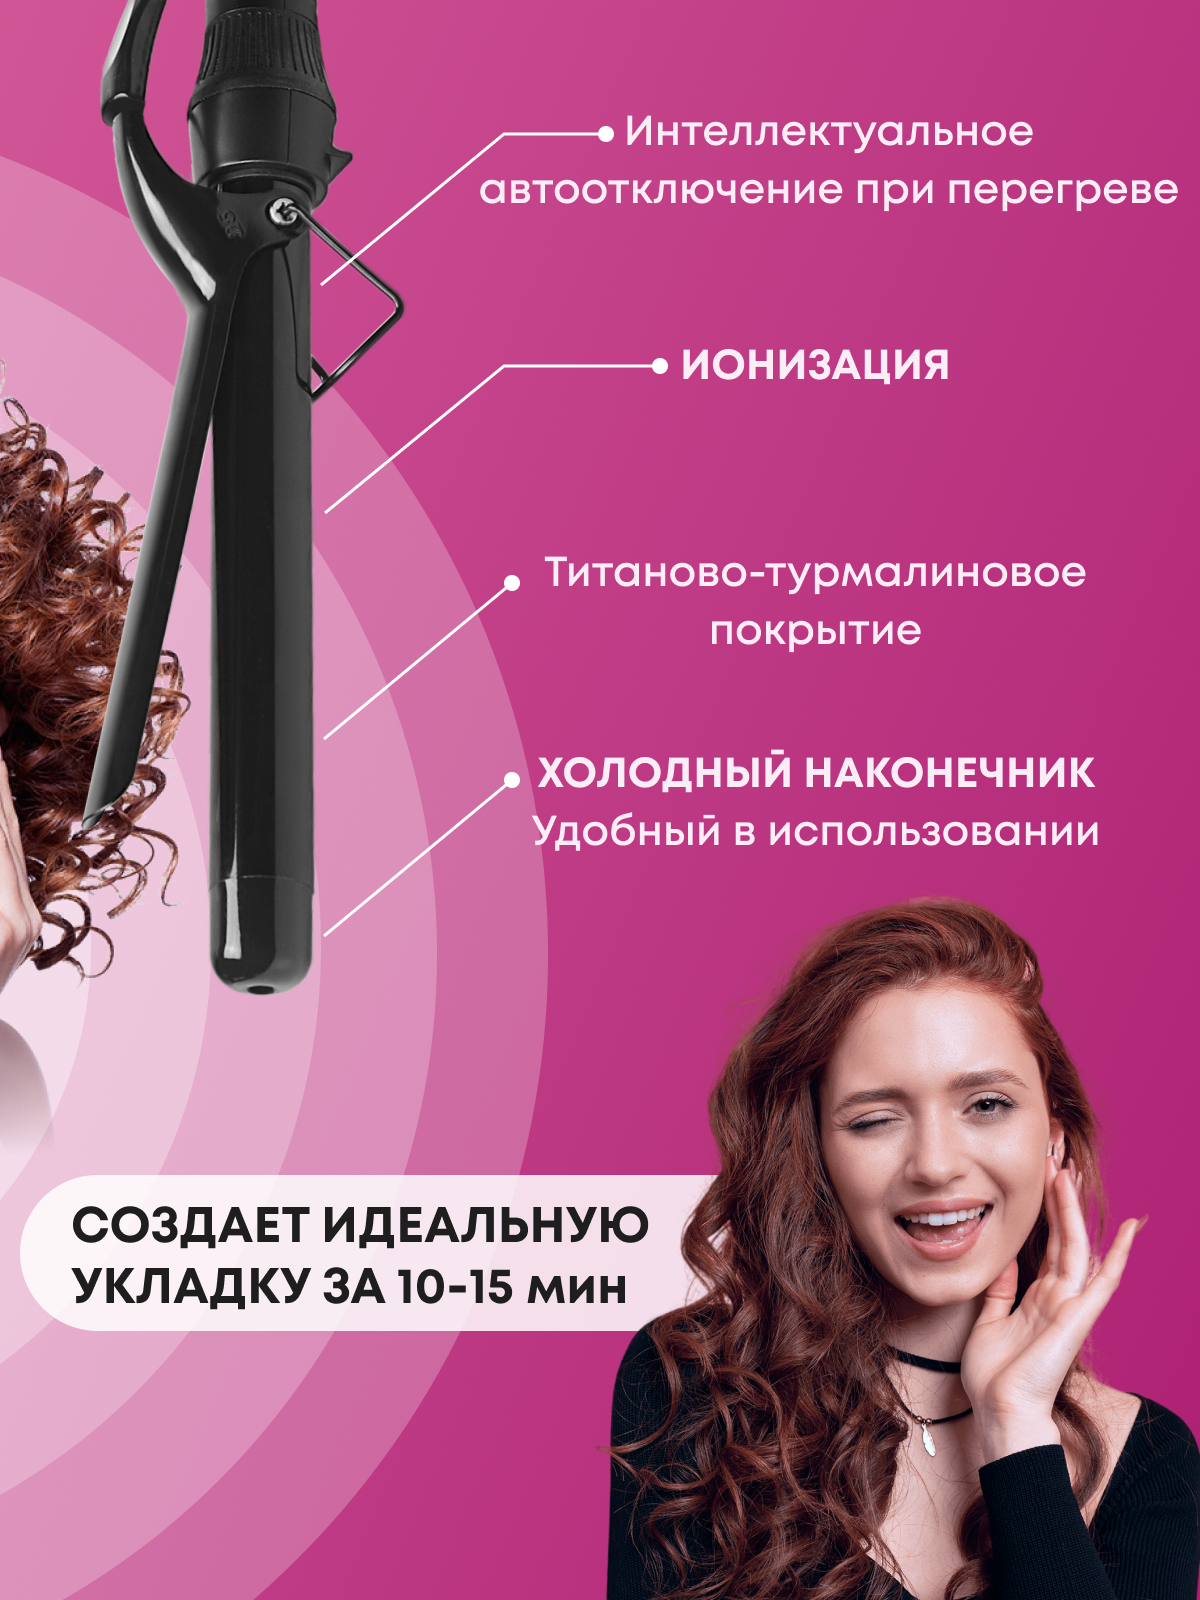 Интеллектуальное
автоотключение при перегреве
ИОНИЗАЦИЯ
Титаново-турмалиновое
покрытие
ХОЛОДНЫЙ НАКОНЕЧНИК
Удобный в использовании
СОЗДАЕТ ИДЕАЛЬНУЮ
УКЛАДКУ ЗА 10-15 мин